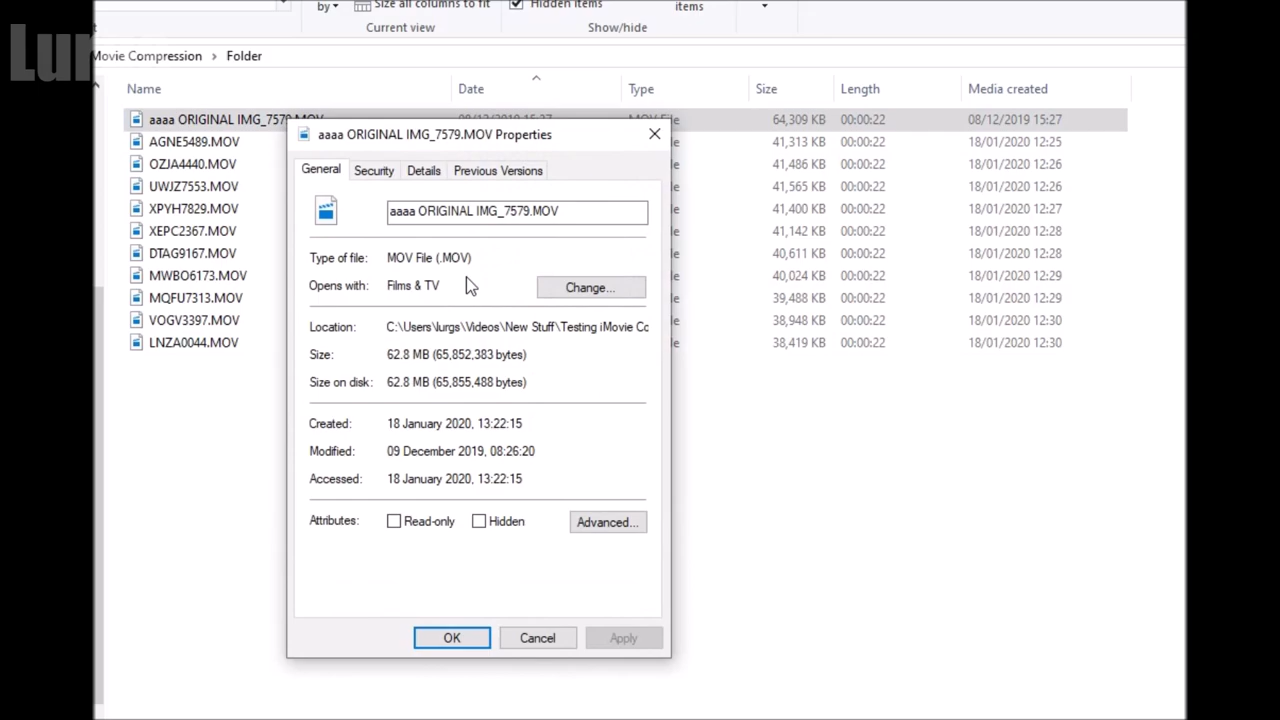 by
Size all columns to fit
Hidden items
items
Current view
Show/hide
Movie Compression > Folder
Name
Date
Type
Size
Length
Media created
aaaa ORIGINAL IMG_7579.MOV
64,309 KB
00:00:22
08/12/2019 15:27
AGNE5489.MOV
41,313 KB
00:00:22
18/01/2020 12:25
OZJA4440.MOV
41,486 KB
00:00:22
18/01/2020 12:26
UWJZ7553.MOV
41,565 KB
00:00:22
18/01/2020 12:26
XPYH7829.MOV
41,400 KB
00:00:22
18/01/2020 12:27
XEPC2367.MOV
41,142 KB
00:00:22
18/01/2020 12:28
DTAG9167.MOV
40,611 KB
00:00:22
18/01/2020 12:28
MWBO6173.MOV
40,024 KB
00:00:22
18/01/2020 12:29
MQFU7313.MOV
39,488 KB
00:00:22
18/01/2020 12:29
VOGV3397.MOV
38,948 KB
00:00:22
18/01/2020 12:30
LNZA0044.MOV
38,419 KB
00:00:22
18/01/2020 12:30
aaaa ORIGINAL IMG_7579.MOV Properties
General
Security
Details
Previous Versions
aaaa ORIGINAL IMG_7579.MOV
Type of file: MOV File (.MOV)
Opens with: Films & TV
Change...
Location: C:\Users\lurgs\Videos\New Stuff\Testing iMovie Co
Size: 62.8 MB (65,852,383 bytes)
Size on disk: 62.8 MB (65,855,488 bytes)
Created: 18 January 2020, 13:22:15
Modified: 09 December 2019, 08:26:20
Accessed: 18 January 2020, 13:22:15
Attributes: Read-only Hidden
Advanced...
OK
Cancel
Apply